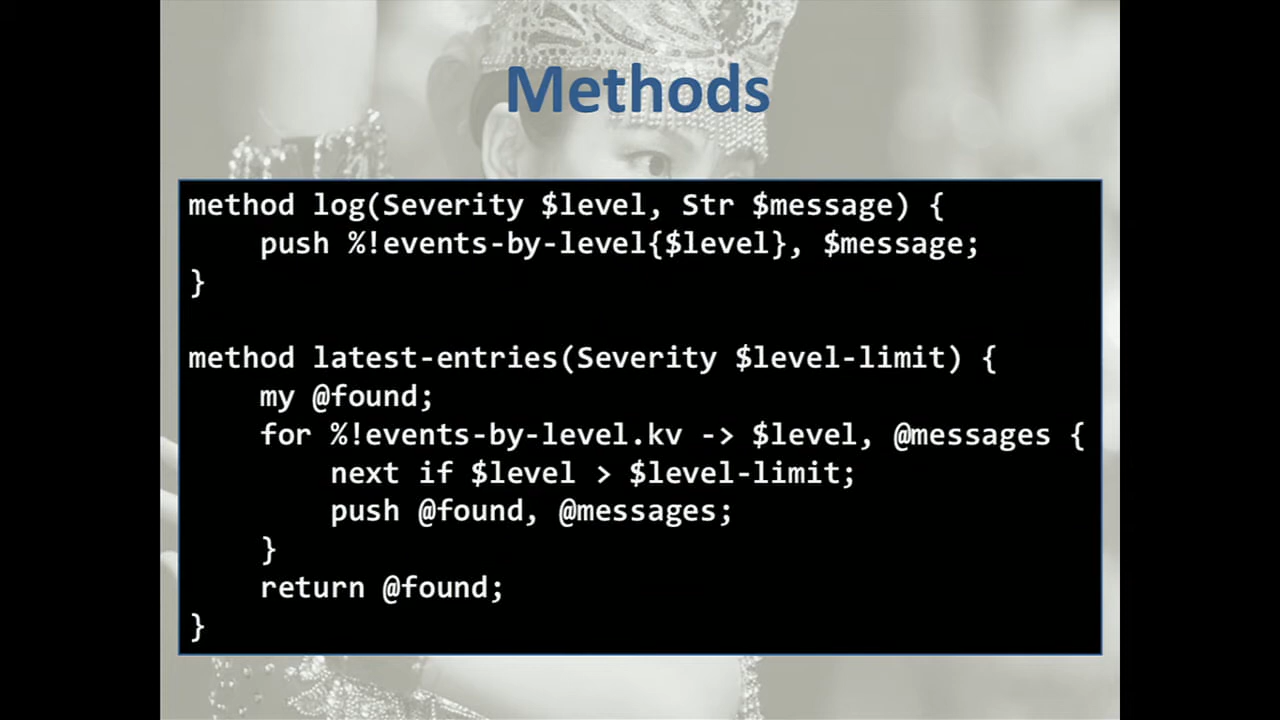 Methods
method log(Severity $level, Str $message) {
    push %!events-by-level{$level}, $message;
}

method latest-entries(Severity $level-limit) {
    my @found;
    for %!events-by-level.kv -> $level, @messages {
        next if $level > $level-limit;
        push @found, @messages;
    }
    return @found;
}